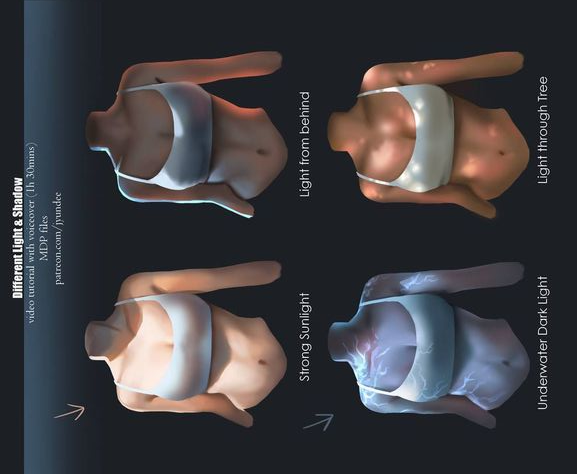 Different Light & Shadow
video tutorial with voiceover (1h 30mins)
MDP files
patreon.com/jyundee
Strong Sunlight
Light from behind
Underwater Dark Light
Light through Tree